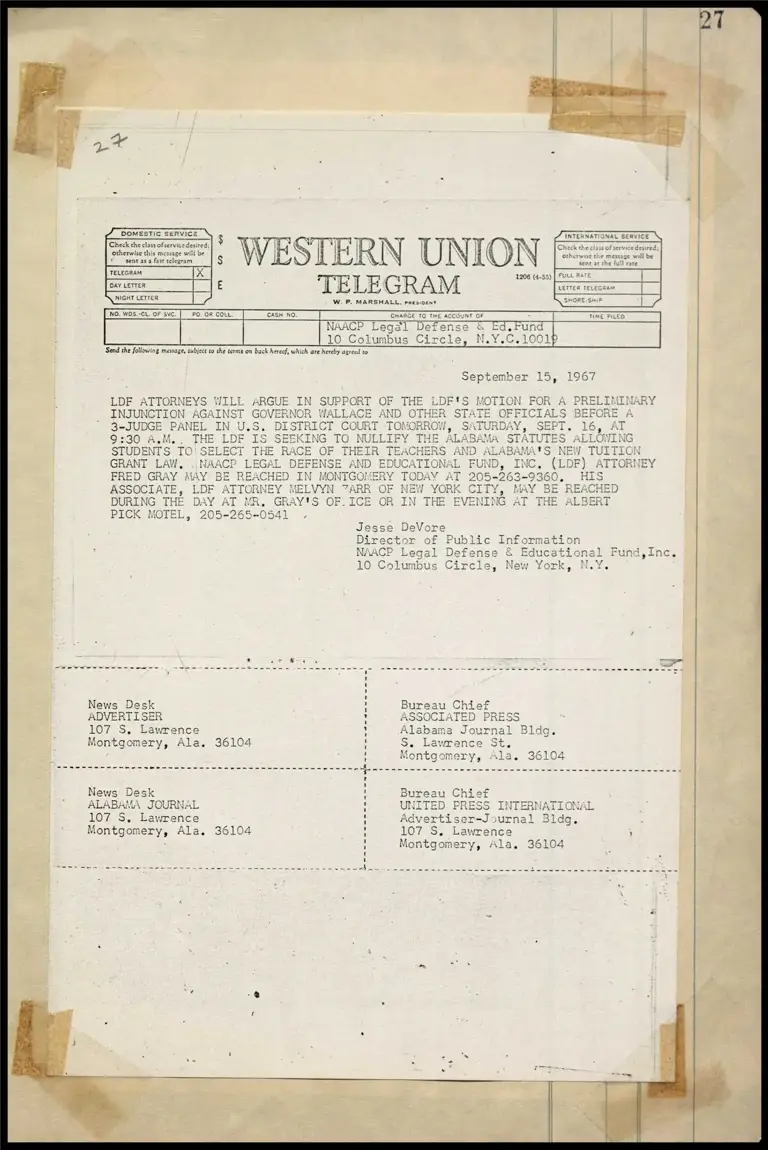 27
27
DOMESTIC SERVICE
Check the class of service desired;
otherwise this message will be
sent as a fast telegram
TELEGRAM X
DAY LETTER
NIGHT LETTER
$
S
E
WESTERN UNION
TELEGRAM
1206 (4-55)
W. P. MARSHALL, PRESIDENT
INTERNATIONAL SERVICE
Check the class of service desired;
otherwise the message will be
sent at the full rate
FULL RATE
LETTER TELEGRAM
SHORE-SHIP
NO. WDS.-CL. OF SVC. PD. OR COLL. CASH NO. CHARGE TO THE ACCOUNT OF TIME FILED
NAACP Legal Defense & Ed.Fund
10 Columbus Circle, N.Y.C.10019
Send the following message, subject to the terms on back hereof, which are hereby agreed to
September 15, 1967
LDF ATTORNEYS WILL ARGUE IN SUPPORT OF THE LDF'S MOTION FOR A PRELIMINARY
INJUNCTION AGAINST GOVERNOR WALLACE AND OTHER STATE OFFICIALS BEFORE A
3-JUDGE PANEL IN U.S. DISTRICT COURT TOMORROW, SATURDAY, SEPT. 16, AT
9:30 A.M. THE LDF IS SEEKING TO NULLIFY THE ALABAMA STATUTES ALLOWING
STUDENTS TO SELECT THE RACE OF THEIR TEACHERS AND ALABAMA'S NEW TUITION
GRANT LAW. NAACP LEGAL DEFENSE AND EDUCATIONAL FUND, INC. (LDF) ATTORNEY
FRED GRAY MAY BE REACHED IN MONTGOMERY TODAY AT 205-263-9360. HIS
ASSOCIATE, LDF ATTORNEY MELVYN ARR OF NEW YORK CITY, MAY BE REACHED
DURING THE DAY AT MR. GRAY'S OF.ICE OR IN THE EVENING AT THE ALBERT
PICK MOTEL, 205-265-0541
Jesse DeVore
Director of Public Information
NAACP Legal Defense & Educational Fund,Inc.
10 Columbus Circle, New York, N.Y.
News Desk
ADVERTISER
107 S. Lawrence
Montgomery, Ala. 36104
Bureau Chief
ASSOCIATED PRESS
Alabama Journal Bldg.
S. Lawrence St.
Montgomery, Ala. 36104
News Desk
ALABAMA JOURNAL
107 S. Lawrence
Montgomery, Ala. 36104
Bureau Chief
UNITED PRESS INTERNATIONAL
Advertiser-Journal Bldg.
107 S. Lawrence
Montgomery, Ala. 36104